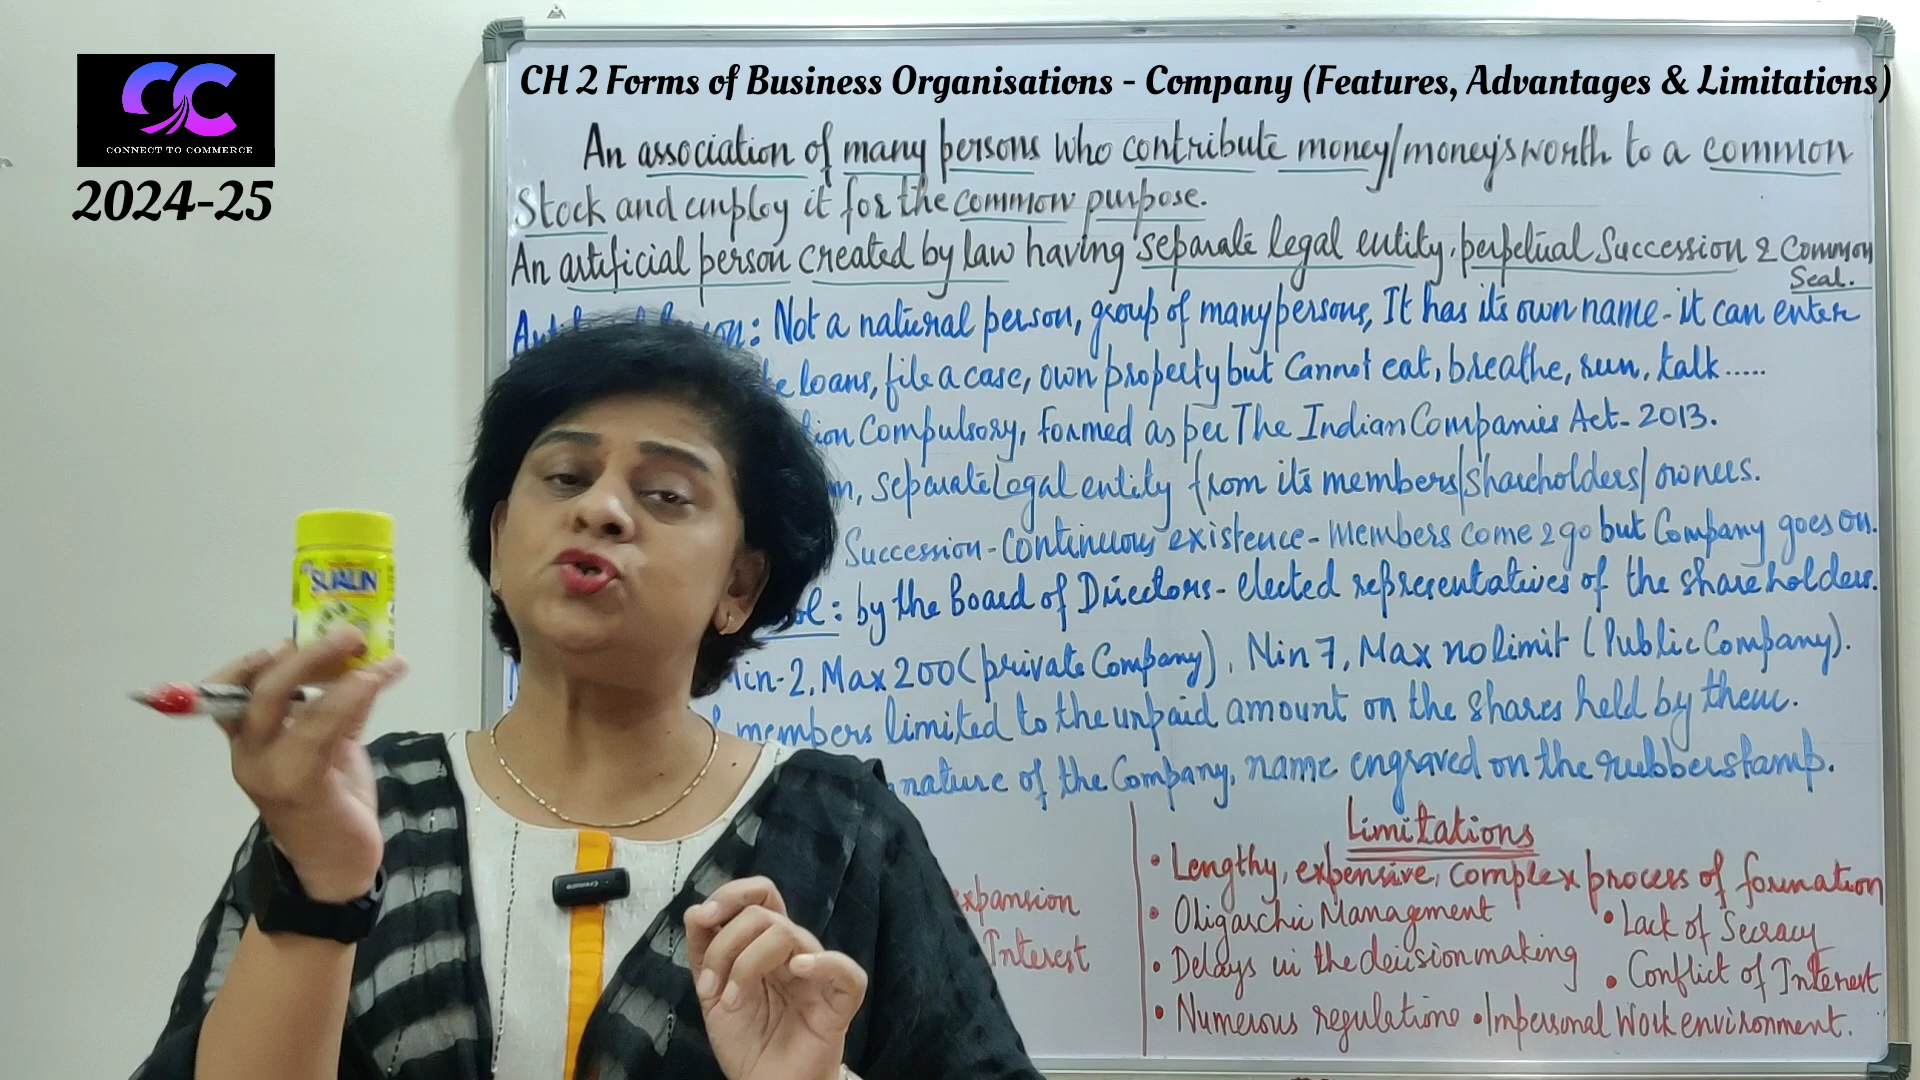 CONNECT TO COMMERCE
2024-25
CH 2 Forms of Business Organisations - Company (Features, Advantages & Limitations)
An association of many persons who contribute money/money's worth to a common
Stock and employ it for the common purpose.
An artificial person created by law having separate legal entity, perpetual Succession & Common
Seal.
: Not a natural person, group of many persons, It has its own name - it can enter
loans, file a case, own property but Cannot eat, breathe, run, talk.....
Compulsory, formed as per The Indian Companies Act - 2013.
Separate Legal entity from its members/shareholders/owners.
Succession - Continuous existence - Members come & go but Company goes on.
: by the Board of Directors - elected representatives of the shareholders.
Min-2, Max 200 (private Company), Min 7, Max no limit (Public Company).
members limited to the unpaid amount on the shares held by them.
of the Company, name engraved on the rubber stamp.
SUALIN
expansion
Interest
Limitations
• Lengthy, expensive, Complex process of formation
• Oligarchic Management • Lack of Secracy
• Delays in the decision making • Conflict of Interest
• Numerous regulations • Impersonal Work environment.